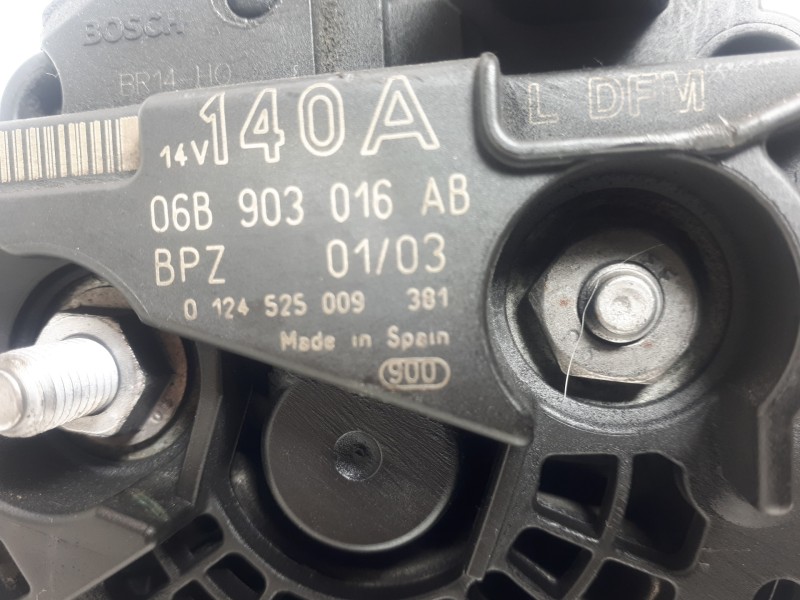 BOSCH
BR14-H0
L DFM
14V 140A
06B 903 016 AB
BPZ 01/03
0 124 525 009 381
Made in Spain
900